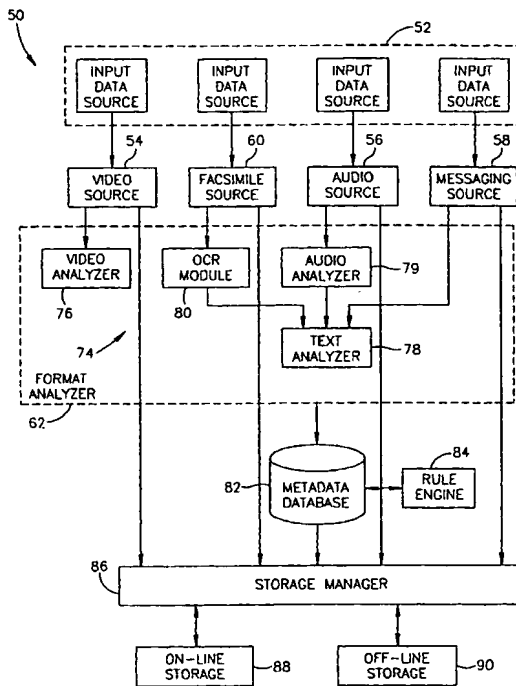 50
52
INPUT
DATA
SOURCE
INPUT
DATA
SOURCE
INPUT
DATA
SOURCE
INPUT
DATA
SOURCE
54
60
56
58
VIDEO
SOURCE
FACSIMILE
SOURCE
AUDIO
SOURCE
MESSAGING
SOURCE
VIDEO
ANALYZER
76
OCR
MODULE
80
AUDIO
ANALYZER
79
74
TEXT
ANALYZER
78
FORMAT
ANALYZER
62
82
METADATA
DATABASE
84
RULE
ENGINE
86
STORAGE MANAGER
ON-LINE
STORAGE
88
OFF-LINE
STORAGE
90